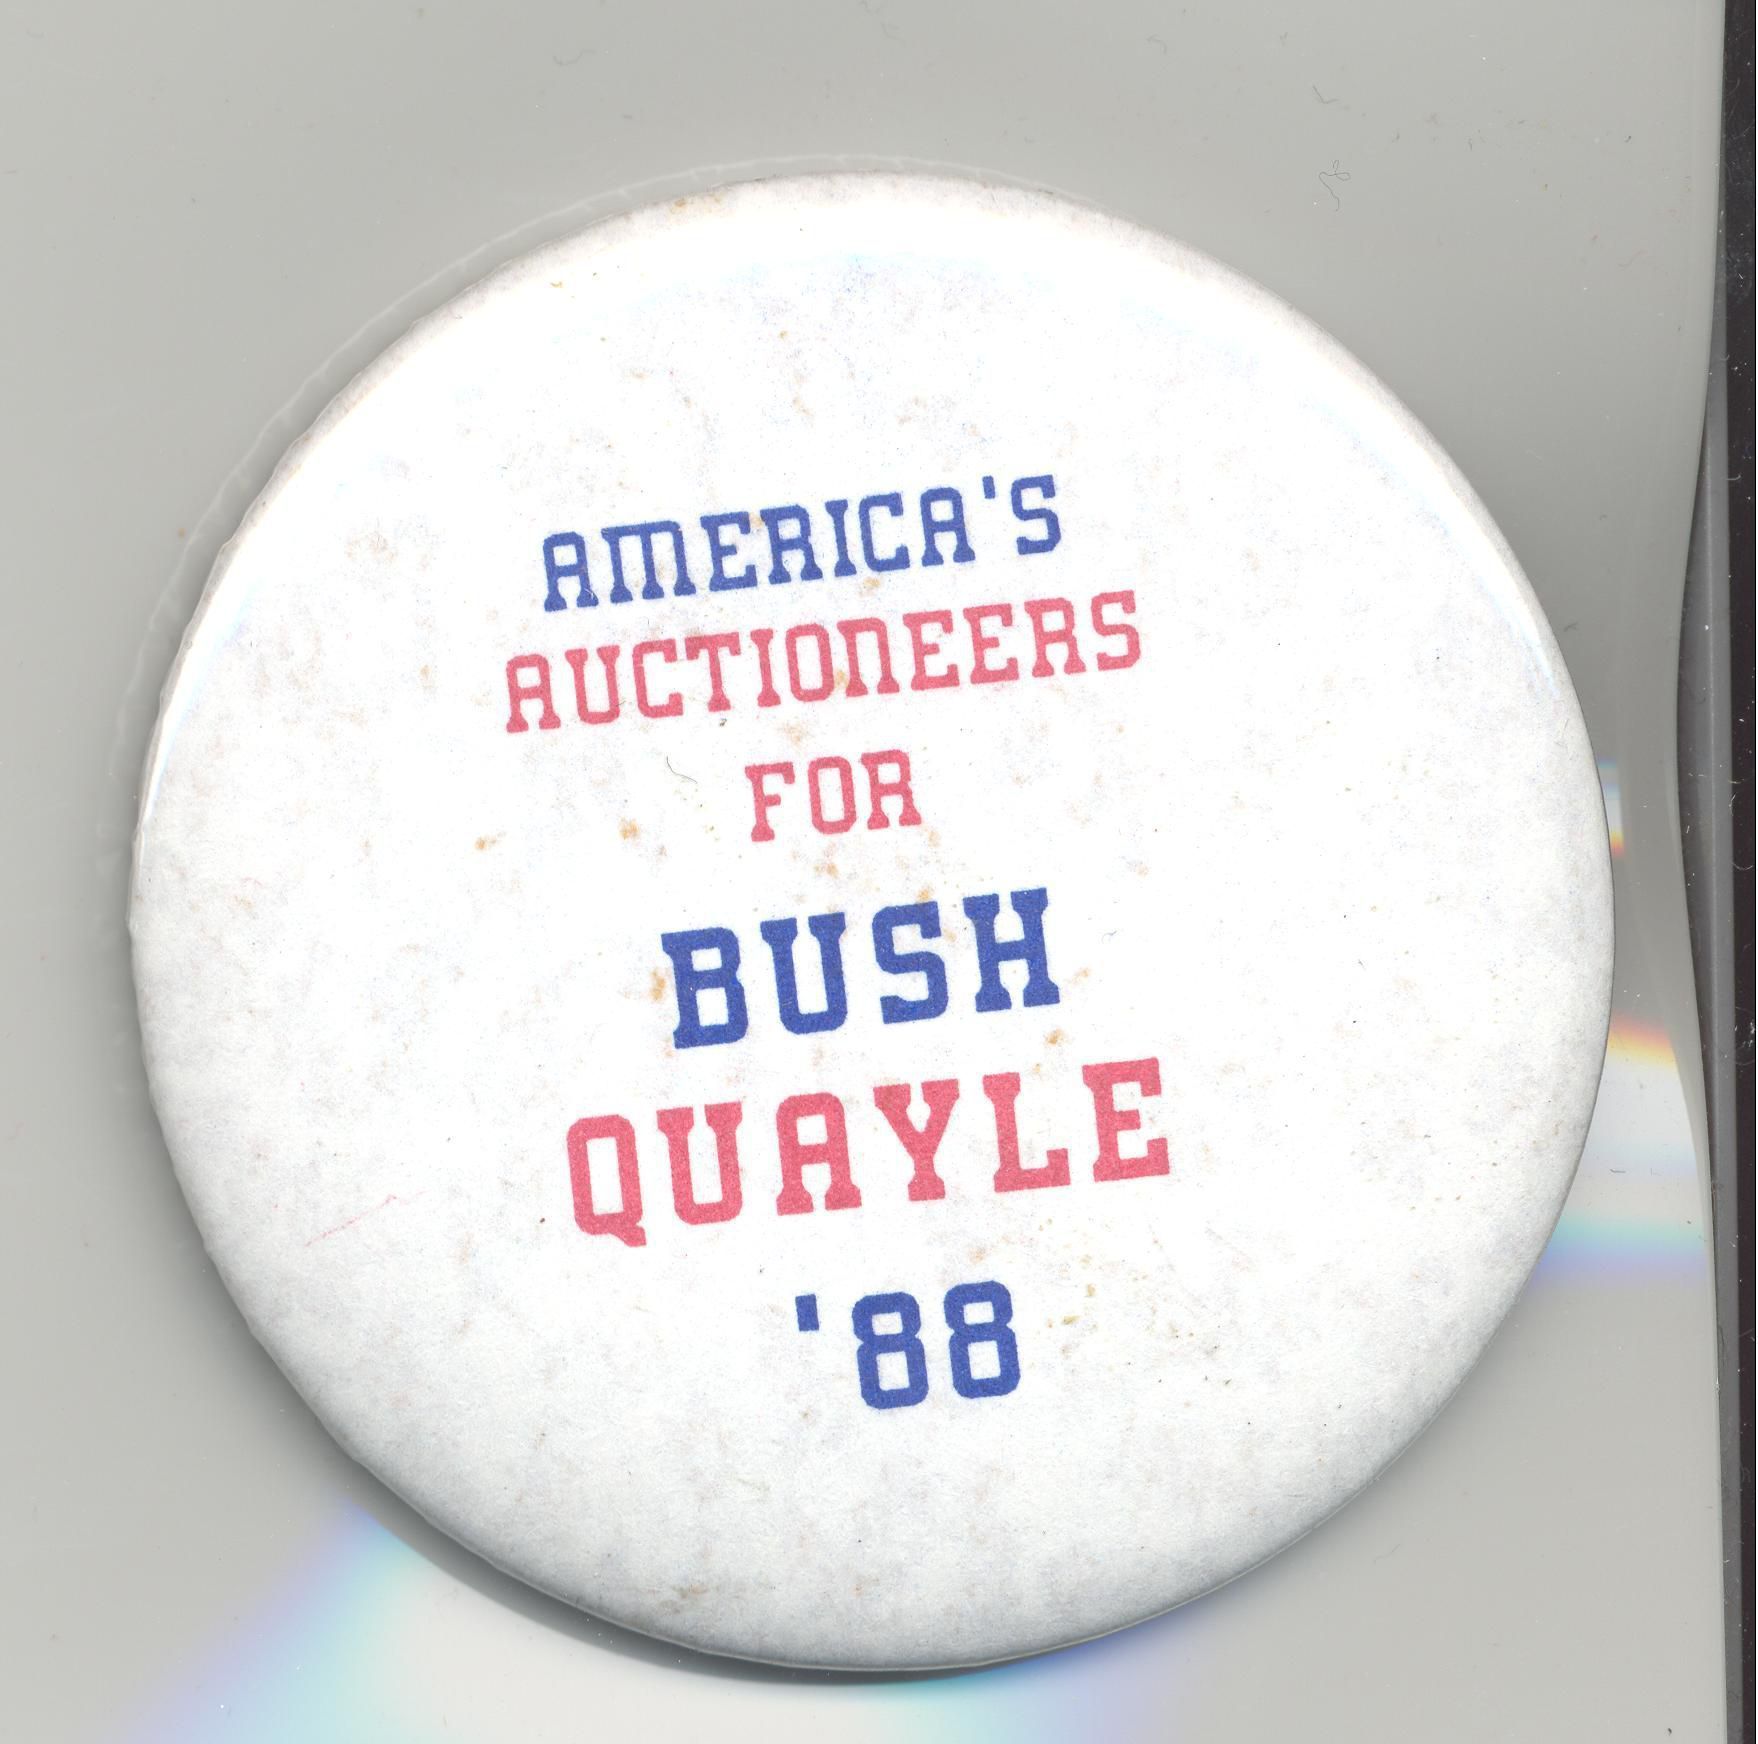 AMERICA'S
AUCTIONEERS
FOR
BUSH
QUAYLE
'88